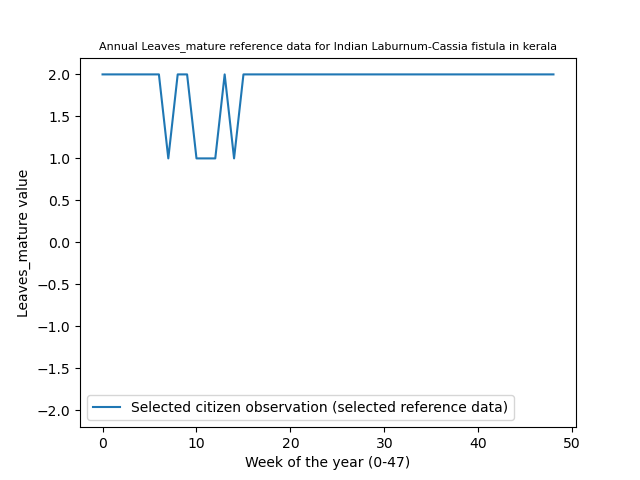 Annual Leaves_mature reference data for Indian Laburnum-Cassia fistula in kerala
2.0
1.5
1.0
0.5
0.0
−0.5
−1.0
−1.5
−2.0
Leaves_mature value
Selected citizen observation (selected reference data)
0 10 20 30 40 50
Week of the year (0-47)